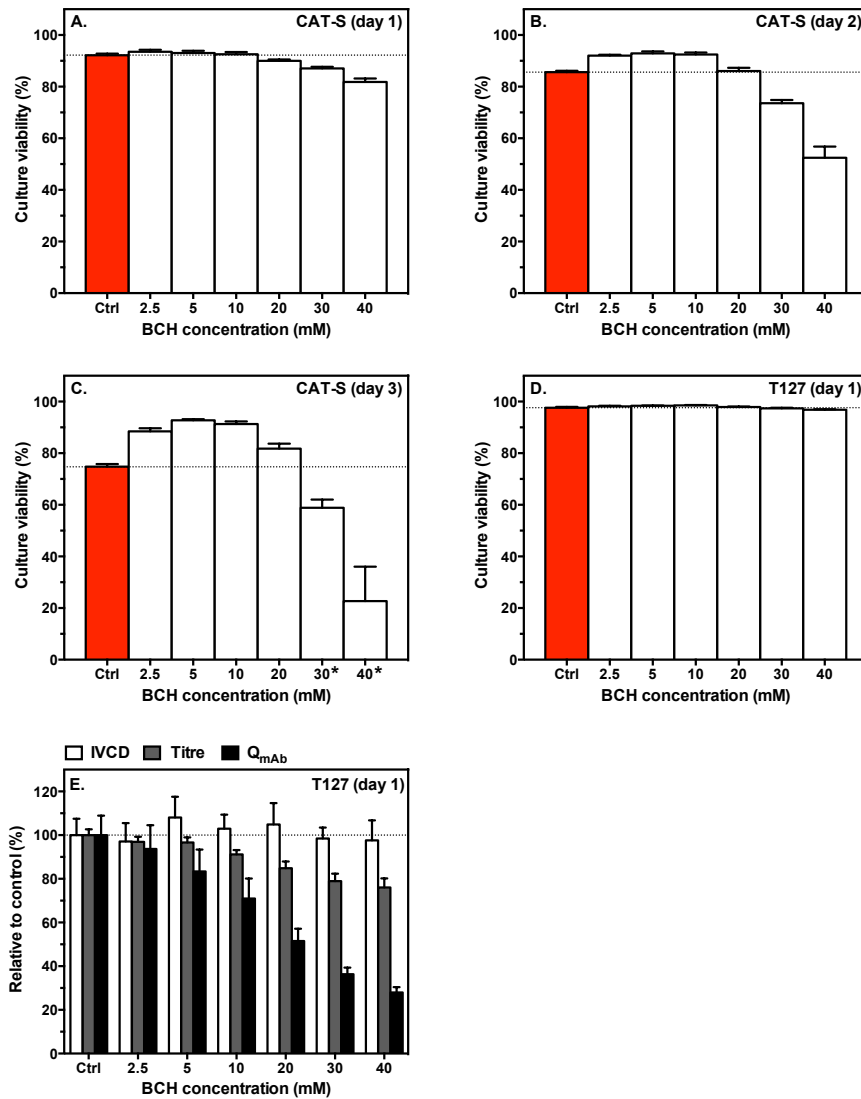 A. CAT-S (day 1)
Culture viability (%)
100
80
60
40
20
0
Ctrl 2.5 5 10 20 30 40
BCH concentration (mM)
B. CAT-S (day 2)
Culture viability (%)
100
80
60
40
20
0
Ctrl 2.5 5 10 20 30 40
BCH concentration (mM)
C. CAT-S (day 3)
Culture viability (%)
100
80
60
40
20
0
Ctrl 2.5 5 10 20 30* 40*
BCH concentration (mM)
D. T127 (day 1)
Culture viability (%)
100
80
60
40
20
0
Ctrl 2.5 5 10 20 30 40
BCH concentration (mM)
IVCD Titre QmAb
E. T127 (day 1)
Relative to control (%)
120
100
80
60
40
20
0
Ctrl 2.5 5 10 20 30 40
BCH concentration (mM)